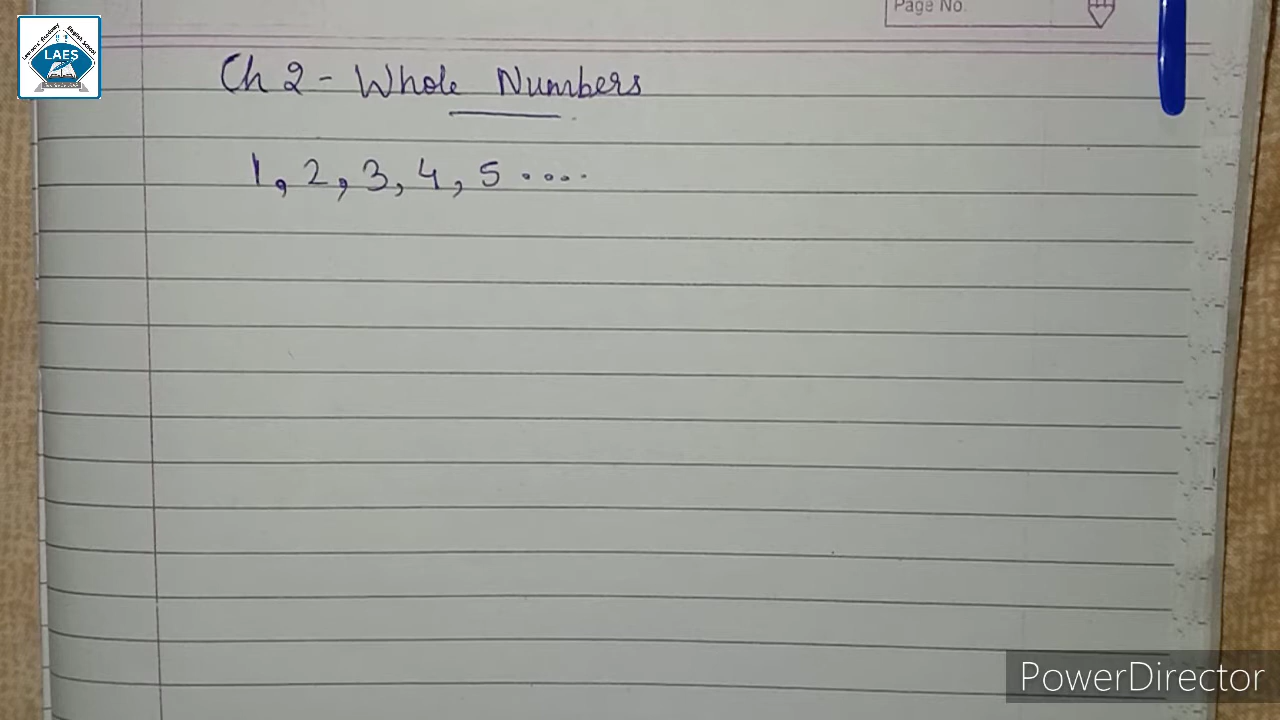 Page No.
LAES
Ch 2 - Whole Numbers
1, 2, 3, 4, 5 ....
PowerDirector